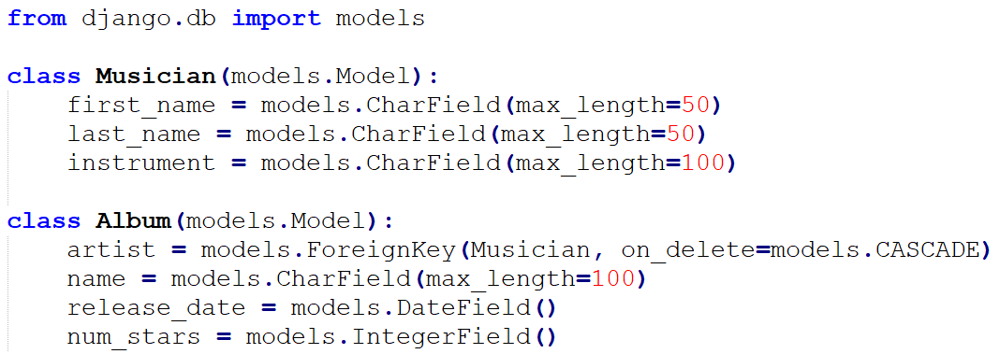 from django.db import models
class Musician(models.Model):
first_name = models.CharField(max_length=50)
last_name = models.CharField(max_length=50)
instrument = models.CharField(max_length=100)
class Album(models.Model):
artist = models.ForeignKey(Musician, on_delete=models.CASCADE)
name = models.CharField(max_length=100)
release_date = models.DateField()
num_stars = models.IntegerField()